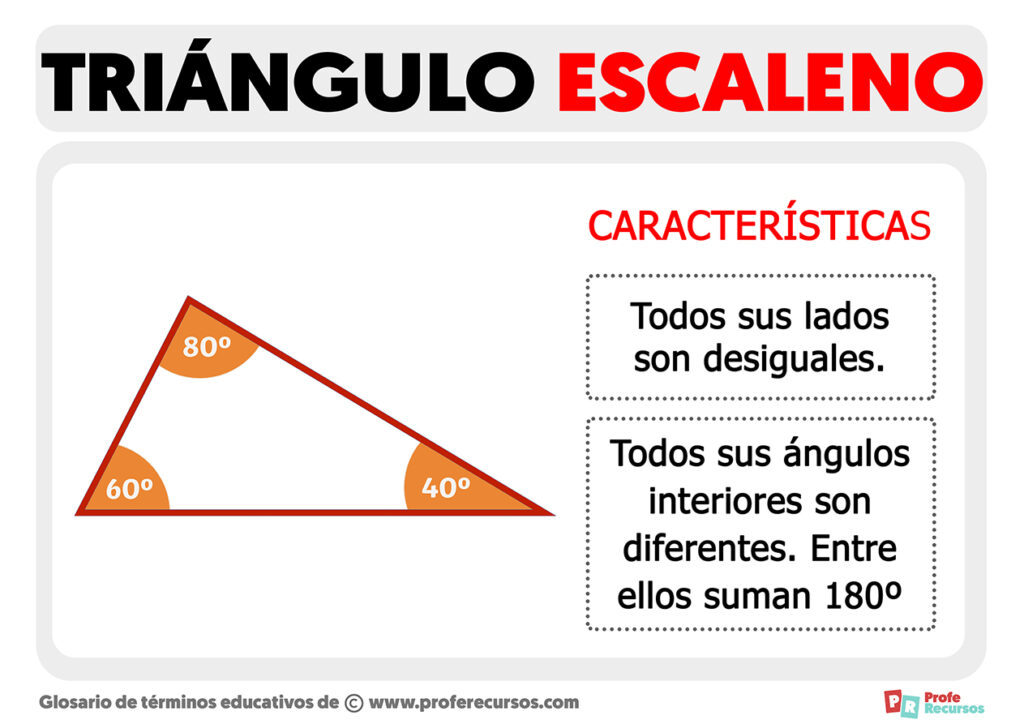 TRIÁNGULO ESCALENO
CARACTERÍSTICAS
Todos sus lados
son desiguales.
80º
60º
40º
Todos sus ángulos
interiores son
diferentes. Entre
ellos suman 180º
Glosario de términos educativos de © www.proferecursos.com
PR Profe
Recursos